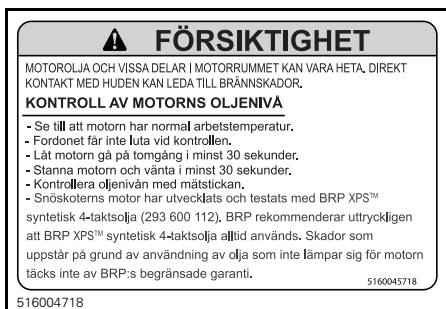 FÖRSIKTIGHET
MOTOROLJA OCH VISSA DELAR I MOTORRUMMET KAN VARA HETA. DIREKT
KONTAKT MED HUDEN KAN LEDA TILL BRÄNNSKADOR.
KONTROLL AV MOTORNS OLJENIVÅ
- Se till att motorn har normal arbetstemperatur.
- Fordonet får inte luta vid kontrollen.
- Låt motorn gå på tomgång i minst 30 sekunder.
- Stanna motorn och vänta i minst 30 sekunder.
- Kontrollera oljenivån med mätstickan.
- Snöskoterns motor har utvecklats och testats med BRP XPS™
syntetisk 4-taktsolja (293 600 112). BRP rekommenderar uttryckligen
att BRP XPS™ syntetisk 4-taktsolja alltid används. Skador som
uppstår på grund av användning av olja som inte lämpar sig för motorn
täcks inte av BRP:s begränsade garanti.
5160045718
516004718